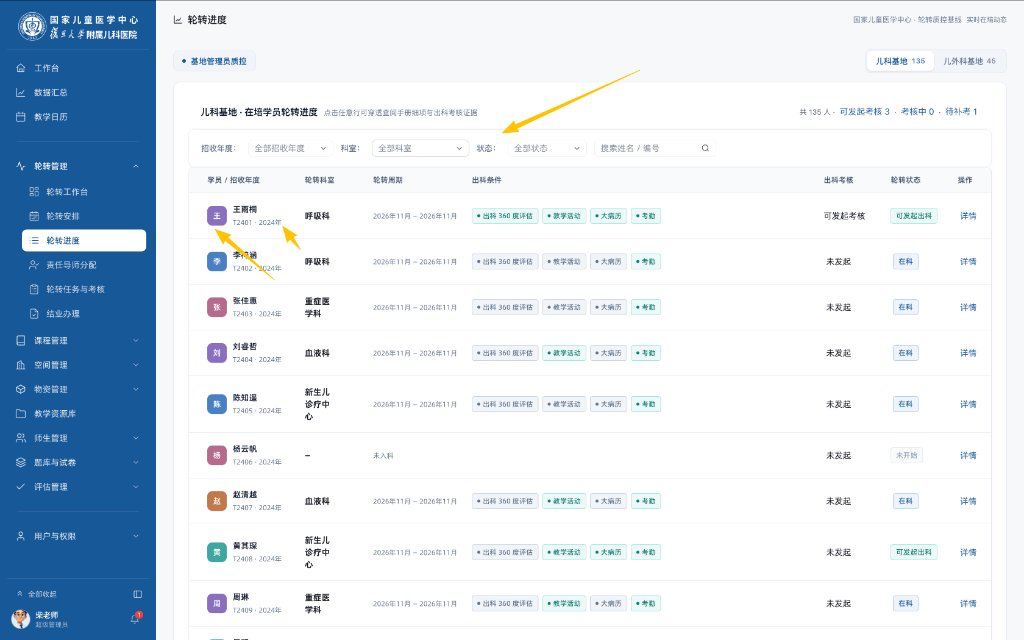 国家儿童医学中心
復旦大学附属儿科医院
工作台
数据汇总
教学日历
轮转管理
轮转工作台
轮转安排
轮转进度
责任导师分配
轮转任务与考核
结业办理
课程管理
空间管理
物资管理
教学资源库
师生管理
题库与试卷
评估管理
用户与权限
全部收起
宋老师
超级管理员
1
轮转进度
国家儿童医学中心 · 轮转质控基线 实时在培动态
基地管理员质控
儿科基地 135
儿外科基地 46
儿科基地 · 在培学员轮转进度 点击任意行可穿透查阅手册细项与出科考核证据
共 135 人 · 可发起考核 3 · 考核中 0 · 待补考 1
招收年度： 全部招收年度 科室： 全部科室 状态： 全部状态 搜索姓名 / 编号
学员 / 招收年度 轮转科室 轮转周期 出科条件 出科考核 轮转状态 操作
王 王雨桐 呼吸科 2026年11月 – 2026年11月 出科 360 度评估 教学活动 大病历 考勤 可发起考核 可发起出科 详情
T2401 · 2024年
季 呼吸科 2026年11月 – 2026年11月 出科 360 度评估 教学活动 大病历 考勤 未发起 在科 详情
T2402 · 2024年
张 张佳惠 重症医学科 2026年11月 – 2026年11月 出科 360 度评估 教学活动 大病历 考勤 未发起 在科 详情
T2403 · 2024年
刘 刘睿哲 血液科 2026年11月 – 2026年11月 出科 360 度评估 教学活动 大病历 考勤 未发起 在科 详情
T2404 · 2024年
陈 陈知遥 新生儿诊疗中心 2026年11月 – 2026年11月 出科 360 度评估 教学活动 大病历 考勤 未发起 在科 详情
T2405 · 2024年
杨 杨云帆 – 未入科 未发起 未开始 详情
T2406 · 2024年
赵 赵清越 血液科 2026年11月 – 2026年11月 出科 360 度评估 教学活动 大病历 考勤 未发起 在科 详情
T2407 · 2024年
黄 黄其琛 新生儿诊疗中心 2026年11月 – 2026年11月 出科 360 度评估 教学活动 大病历 考勤 未发起 可发起出科 详情
T2408 · 2024年
周 周琳 重症医学科 2026年11月 – 2026年11月 出科 360 度评估 教学活动 大病历 考勤 未发起 在科 详情
T2409 · 2024年